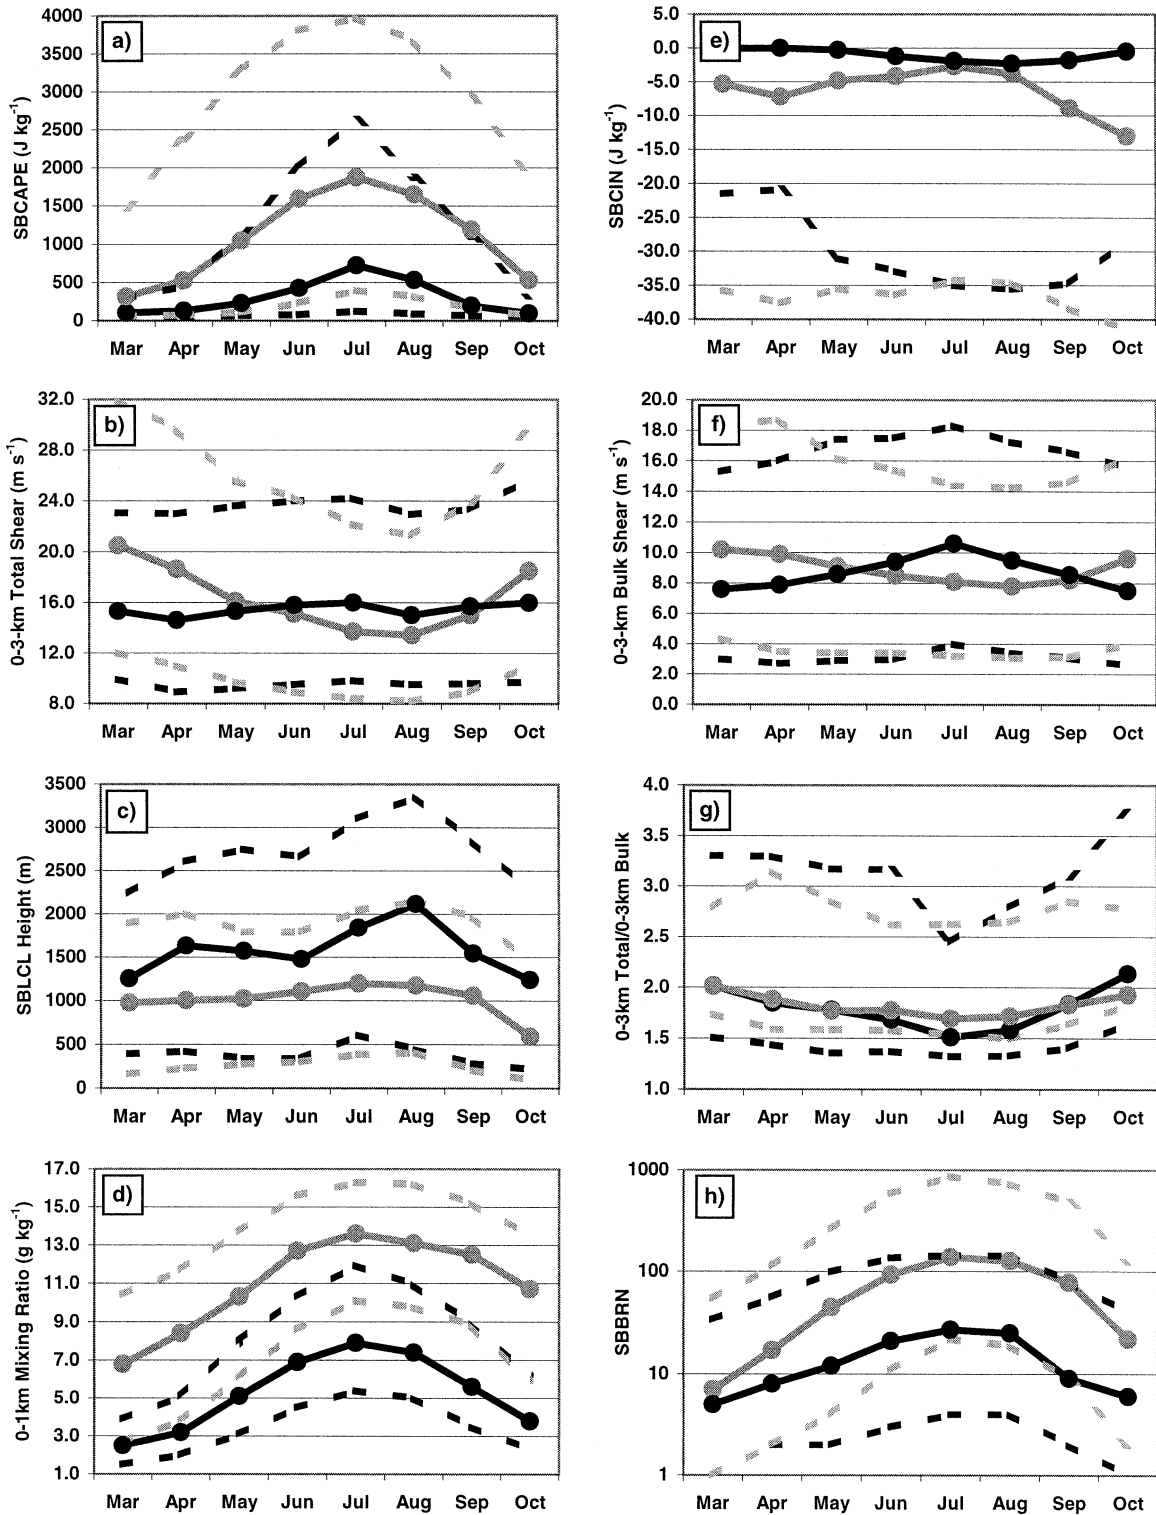 a)
SBCAPE (J kg-1)
4000
3500
3000
2500
2000
1500
1000
500
0
Mar Apr May Jun Jul Aug Sep Oct
e)
SBCIN (J kg-1)
5.0
0.0
-5.0
-10.0
-15.0
-20.0
-25.0
-30.0
-35.0
-40.0
Mar Apr May Jun Jul Aug Sep Oct
b)
0-3-km Total Shear (m s-1)
32.0
28.0
24.0
20.0
16.0
12.0
8.0
Mar Apr May Jun Jul Aug Sep Oct
f)
0-3-km Bulk Shear (m s-1)
20.0
18.0
16.0
14.0
12.0
10.0
8.0
6.0
4.0
2.0
0.0
Mar Apr May Jun Jul Aug Sep Oct
c)
SBLCL Height (m)
3500
3000
2500
2000
1500
1000
500
0
Mar Apr May Jun Jul Aug Sep Oct
g)
0-3km Total/0-3km Bulk
4.0
3.5
3.0
2.5
2.0
1.5
1.0
Mar Apr May Jun Jul Aug Sep Oct
d)
0-1km Mixing Ratio (g kg-1)
17.0
15.0
13.0
11.0
9.0
7.0
5.0
3.0
1.0
Mar Apr May Jun Jul Aug Sep Oct
h)
SBBRN
1000
100
10
1
Mar Apr May Jun Jul Aug Sep Oct